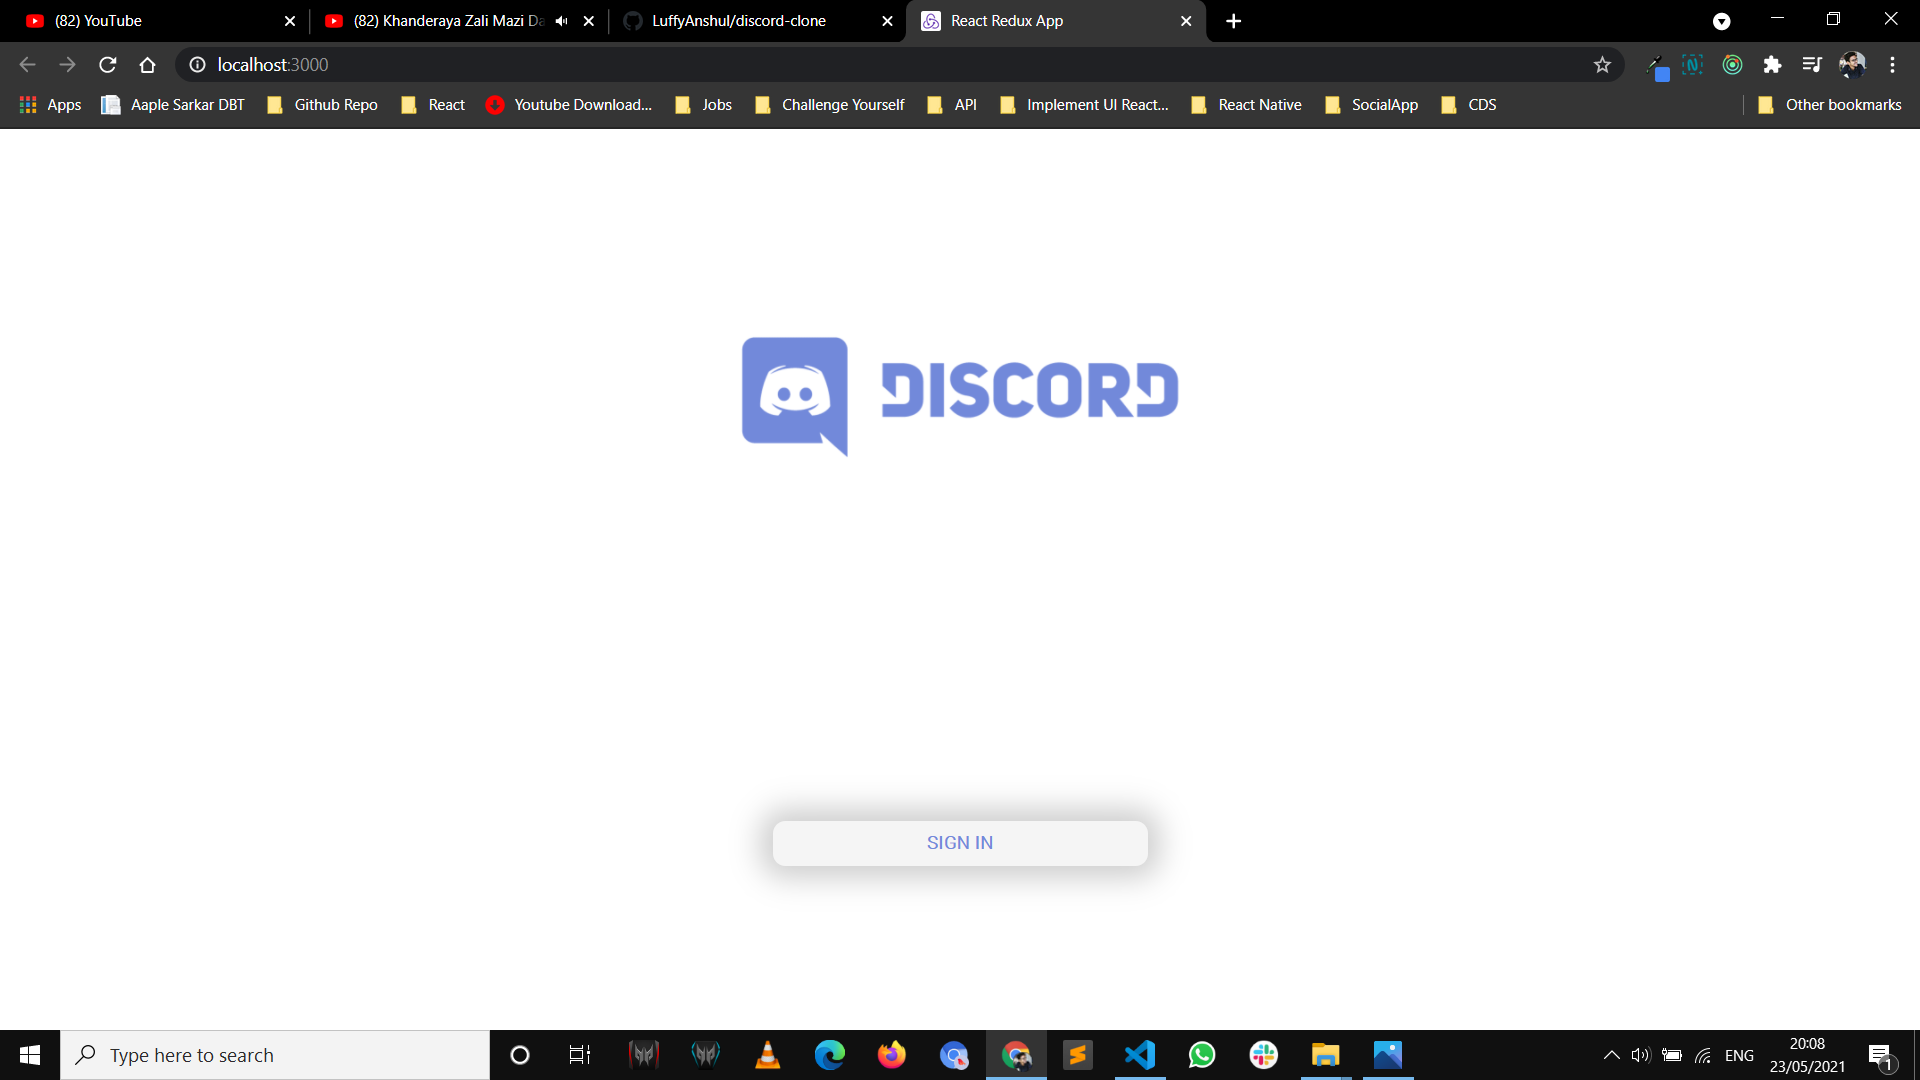 (82) YouTube
(82) Khanderaya Zali Mazi Da
LuffyAnshul/discord-clone
React Redux App
localhost:3000
Apps
Aaple Sarkar DBT
Github Repo
React
Youtube Download...
Jobs
Challenge Yourself
API
Implement UI React...
React Native
SocialApp
CDS
Other bookmarks
DISCORD
SIGN IN
Type here to search
ENG
20:08
23/05/2021
1